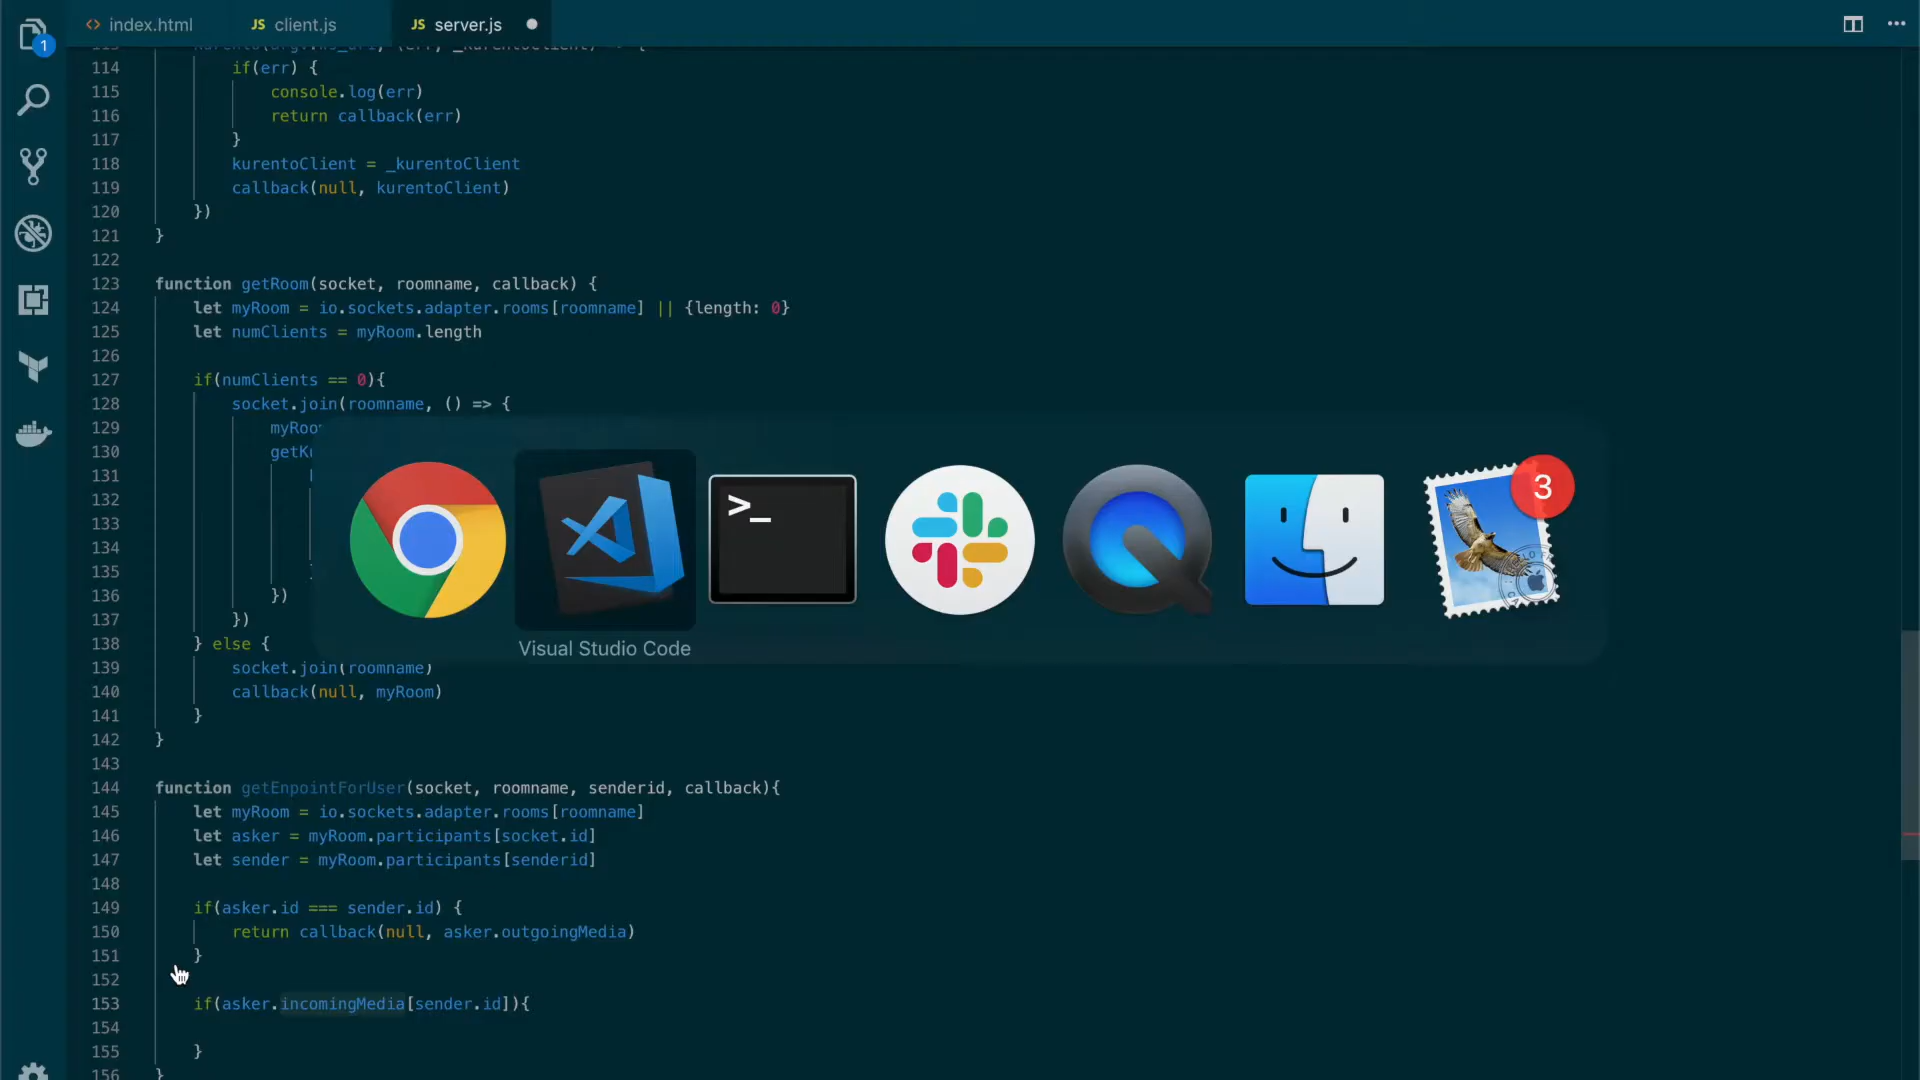 1
index.html
JS client.js
JS server.js
114 if(err) {
115 console.log(err)
116 return callback(err)
117 }
118 kurentoClient = _kurentoClient
119 callback(null, kurentoClient)
120 })
121 }
122
123 function getRoom(socket, roomname, callback) {
124 let myRoom = io.sockets.adapter.rooms[roomname] || {length: 0}
125 let numClients = myRoom.length
126
127 if(numClients == 0){
128 socket.join(roomname, () => {
129 myRoo
130 getKu
131
132
133
134
135
136 })
137 })
138 } else {
139 socket.join(roomname)
140 callback(null, myRoom)
141 }
142 }
143
144 function getEnpointForUser(socket, roomname, senderid, callback){
145 let myRoom = io.sockets.adapter.rooms[roomname]
146 let asker = myRoom.participants[socket.id]
147 let sender = myRoom.participants[senderid]
148
149 if(asker.id === sender.id) {
150 return callback(null, asker.outgoingMedia)
151 }
152
153 if(asker.incomingMedia[sender.id]){
154
155 }
156 }
>_
3
Visual Studio Code